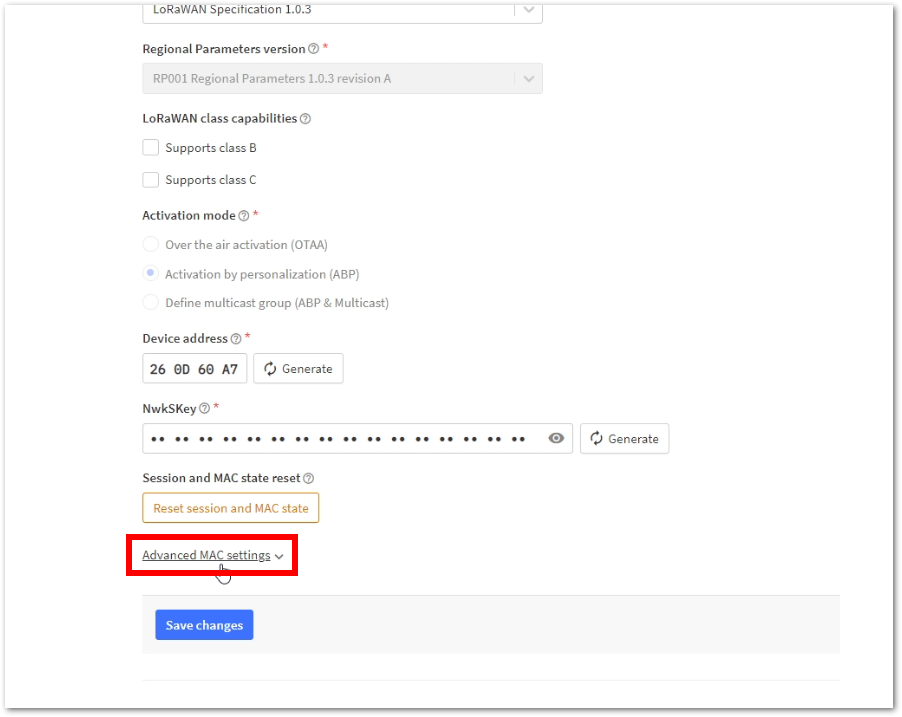 LoRaWAN Specification 1.0.3
Regional Parameters version *
RP001 Regional Parameters 1.0.3 revision A
LoRaWAN class capabilities
Supports class B
Supports class C
Activation mode *
Over the air activation (OTAA)
Activation by personalization (ABP)
Define multicast group (ABP & Multicast)
Device address *
26 0D 60 A7 Generate
NwkSKey *
•• •• •• •• •• •• •• •• •• •• •• •• •• •• •• •• Generate
Session and MAC state reset
Reset session and MAC state
Advanced MAC settings
Save changes